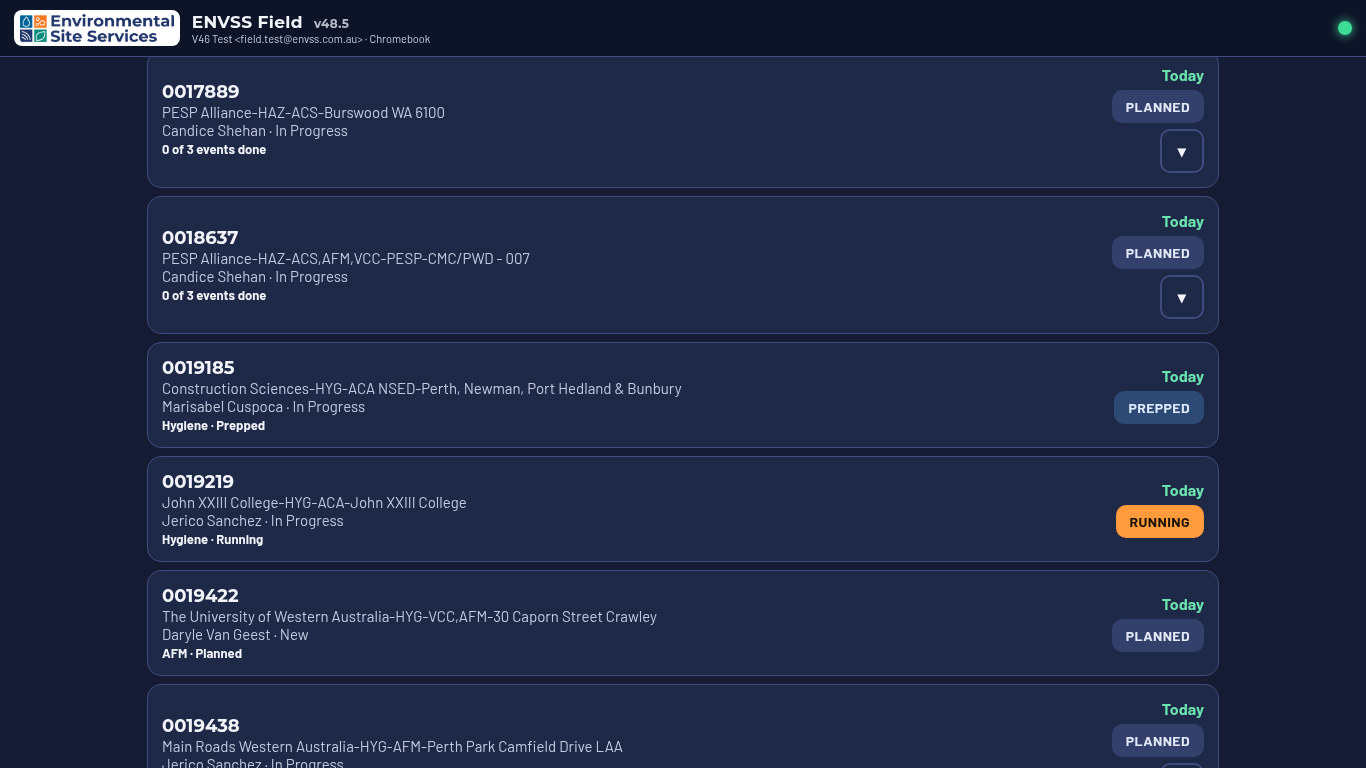 Environmental
Site Services
ENVSS Field v48.5
V46 Test <field.test@envss.com.au> · Chromebook
Today
0017889
PLANNED
PESP Alliance-HAZ-ACS-Burswood WA 6100
Candice Shehan · In Progress
0 of 3 events done
Today
0018637
PLANNED
PESP Alliance-HAZ-ACS,AFM,VCC-PESP-CMC/PWD - 007
Candice Shehan · In Progress
0 of 3 events done
0019185
Today
Construction Sciences-HYG-ACA NSED-Perth, Newman, Port Hedland & Bunbury
PREPPED
Marisabel Cuspoca · In Progress
Hygiene · Prepped
0019219
Today
John XXIII College-HYG-ACA-John XXIII College
RUNNING
Jerico Sanchez · In Progress
Hygiene · Running
0019422
Today
The University of Western Australia-HYG-VCC,AFM-30 Caporn Street Crawley
PLANNED
Daryle Van Geest · New
AFM · Planned
Today
0019438
PLANNED
Main Roads Western Australia-HYG-AFM-Perth Park Camfield Drive LAA
Jerico Sanchez · In Progress